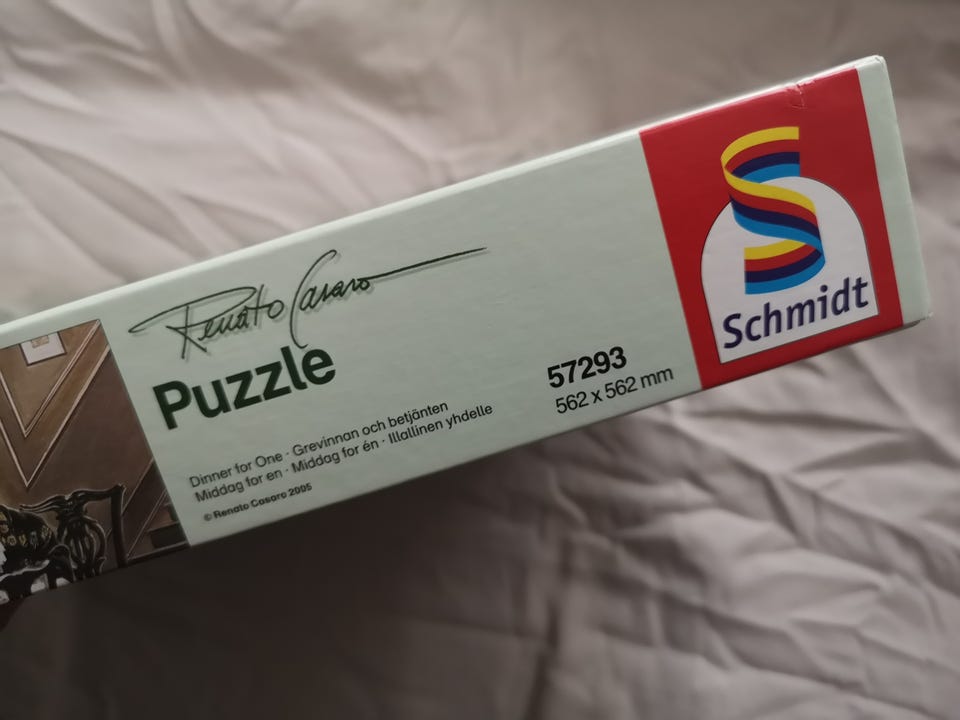 Renato Casaro
Puzzle
Dinner for One · Grevinnan och betjänten
Middag for en · Middag for én · Illallinen yhdelle
© Renato Casaro 2005
57293
562 x 562 mm
Schmidt